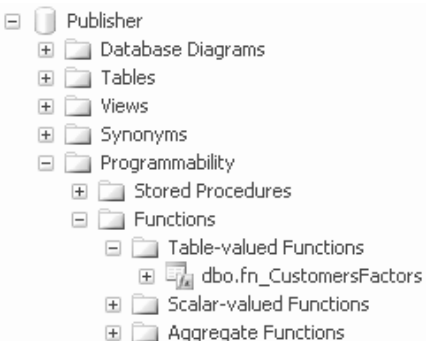 Publisher
Database Diagrams
Tables
Views
Synonyms
Programmability
Stored Procedures
Functions
Table-valued Functions
dbo.fn_CustomersFactors
Scalar-valued Functions
Aggregate Functions